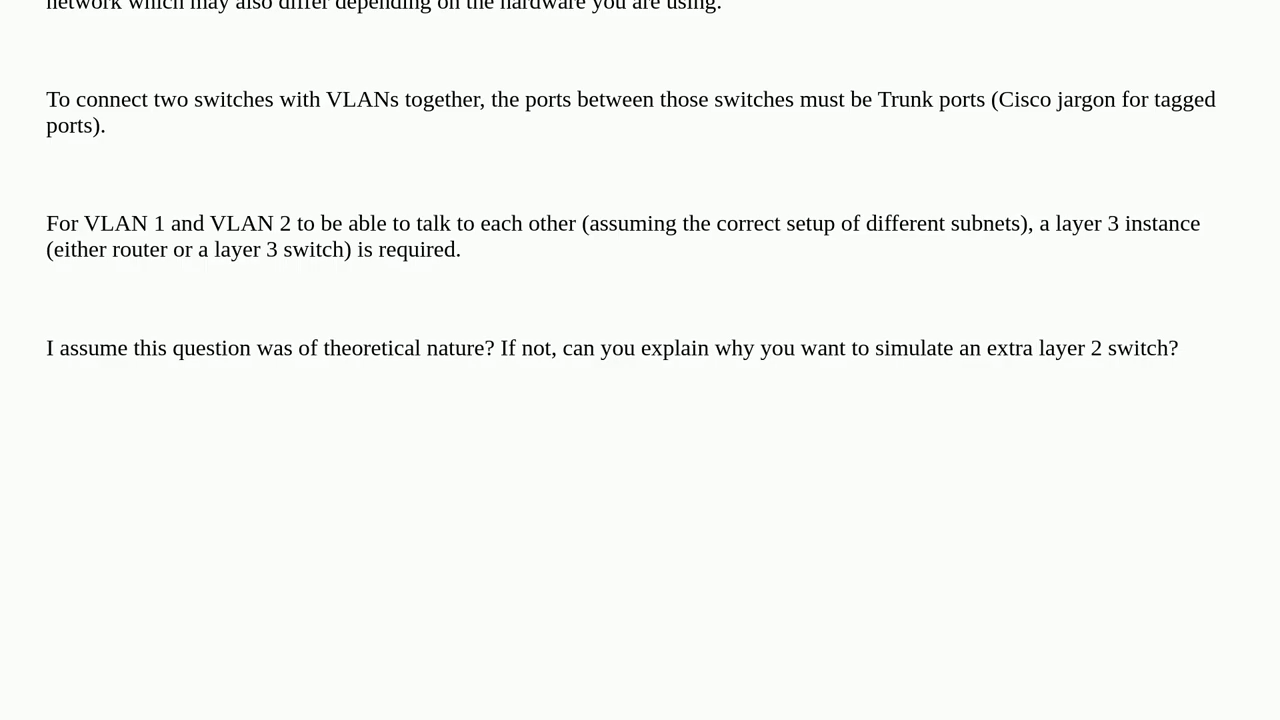 network which may also differ depending on the hardware you are using.
To connect two switches with VLANs together, the ports between those switches must be Trunk ports (Cisco jargon for tagged
ports).
For VLAN 1 and VLAN 2 to be able to talk to each other (assuming the correct setup of different subnets), a layer 3 instance
(either router or a layer 3 switch) is required.
I assume this question was of theoretical nature? If not, can you explain why you want to simulate an extra layer 2 switch?